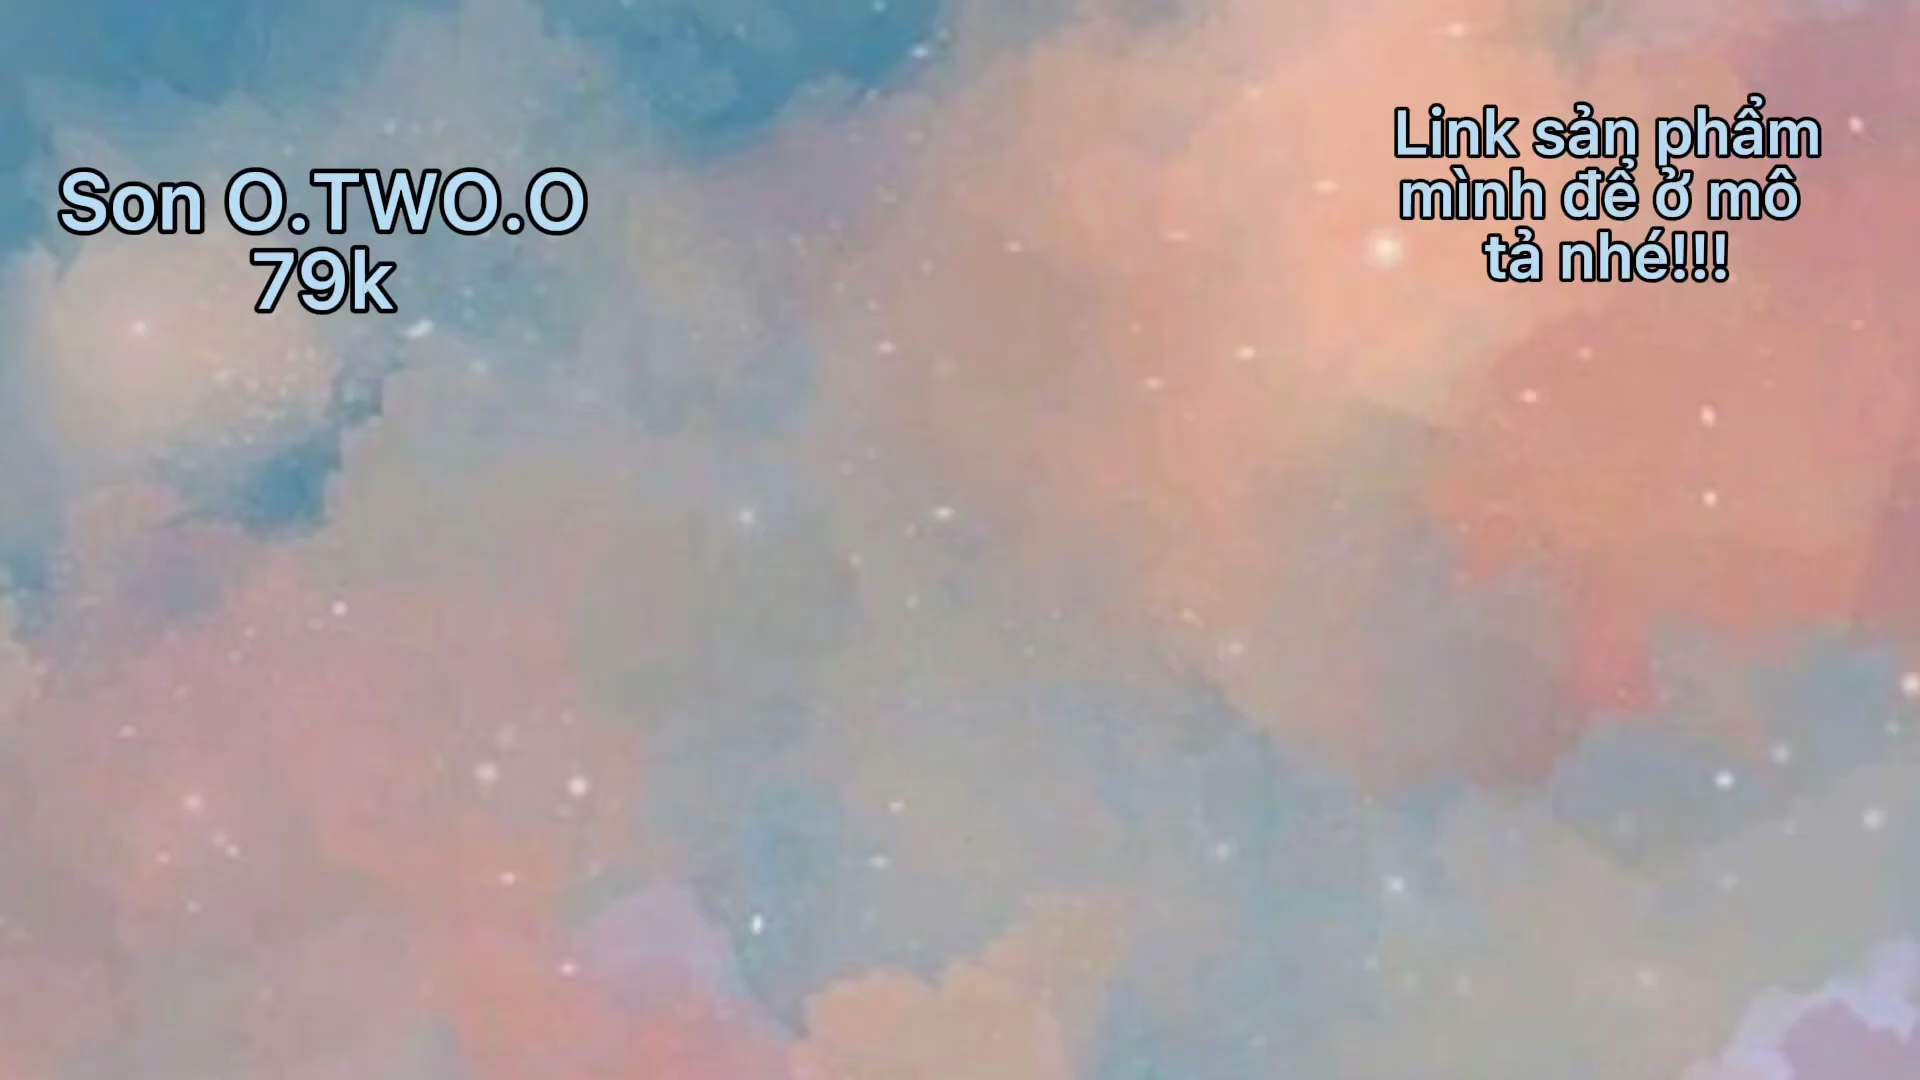 Son O.TWO.O
79k
Link sản phẩm
mình để ở mô
tả nhé!!!